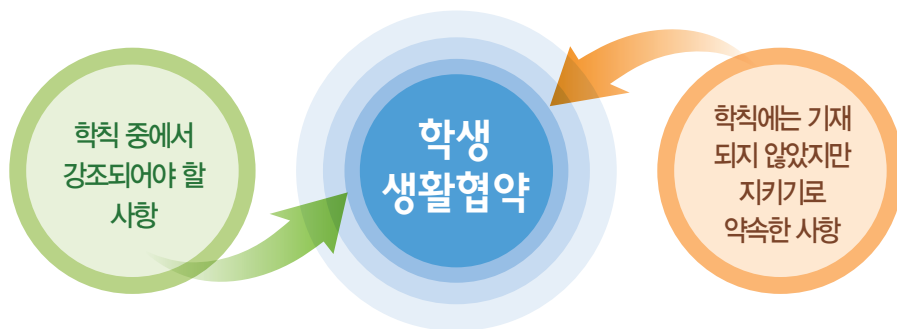 학칙 중에서
강조되어야 할
사항
학생
생활협약
학칙에는 기재
되지 않았지만
지키기로
약속한 사항